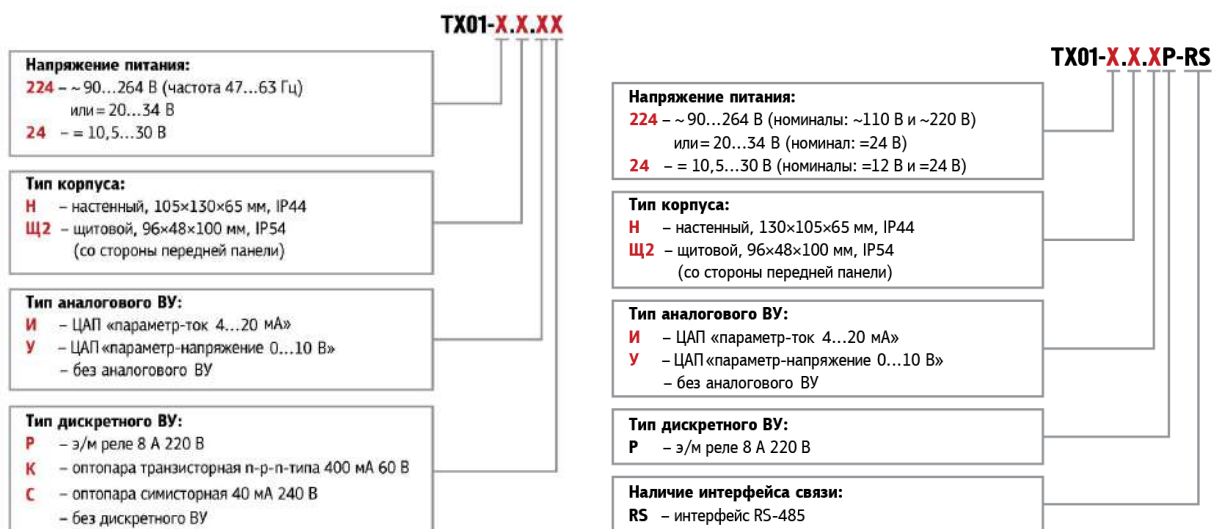 ТХ01-Х.Х.ХХ
Напряжение питания:
224 – ~ 90...264 В (частота 47...63 Гц)
или = 20...34 В
24 – = 10,5...30 В
Тип корпуса:
Н – настенный, 105×130×65 мм, IP44
Щ2 – щитовой, 96×48×100 мм, IP54
(со стороны передней панели)
Тип аналогового ВУ:
И – ЦАП «параметр-ток 4...20 мА»
У – ЦАП «параметр-напряжение 0...10 В»
– без аналогового ВУ
Тип дискретного ВУ:
Р – э/м реле 8 А 220 В
К – оптопара транзисторная n-p-n-типа 400 мА 60 В
С – оптопара симисторная 40 мА 240 В
– без дискретного ВУ
ТХ01-Х.Х.ХР-RS
Напряжение питания:
224 – ~ 90...264 В (номиналы: ~110 В и ~220 В)
или = 20...34 В (номинал: =24 В)
24 – = 10,5...30 В (номиналы: =12 В и =24 В)
Тип корпуса:
Н – настенный, 130×105×65 мм, IP44
Щ2 – щитовой, 96×48×100 мм, IP54
(со стороны передней панели)
Тип аналогового ВУ:
И – ЦАП «параметр-ток 4...20 мА»
У – ЦАП «параметр-напряжение 0...10 В»
– без аналогового ВУ
Тип дискретного ВУ:
Р – э/м реле 8 А 220 В
Наличие интерфейса связи:
RS – интерфейс RS-485